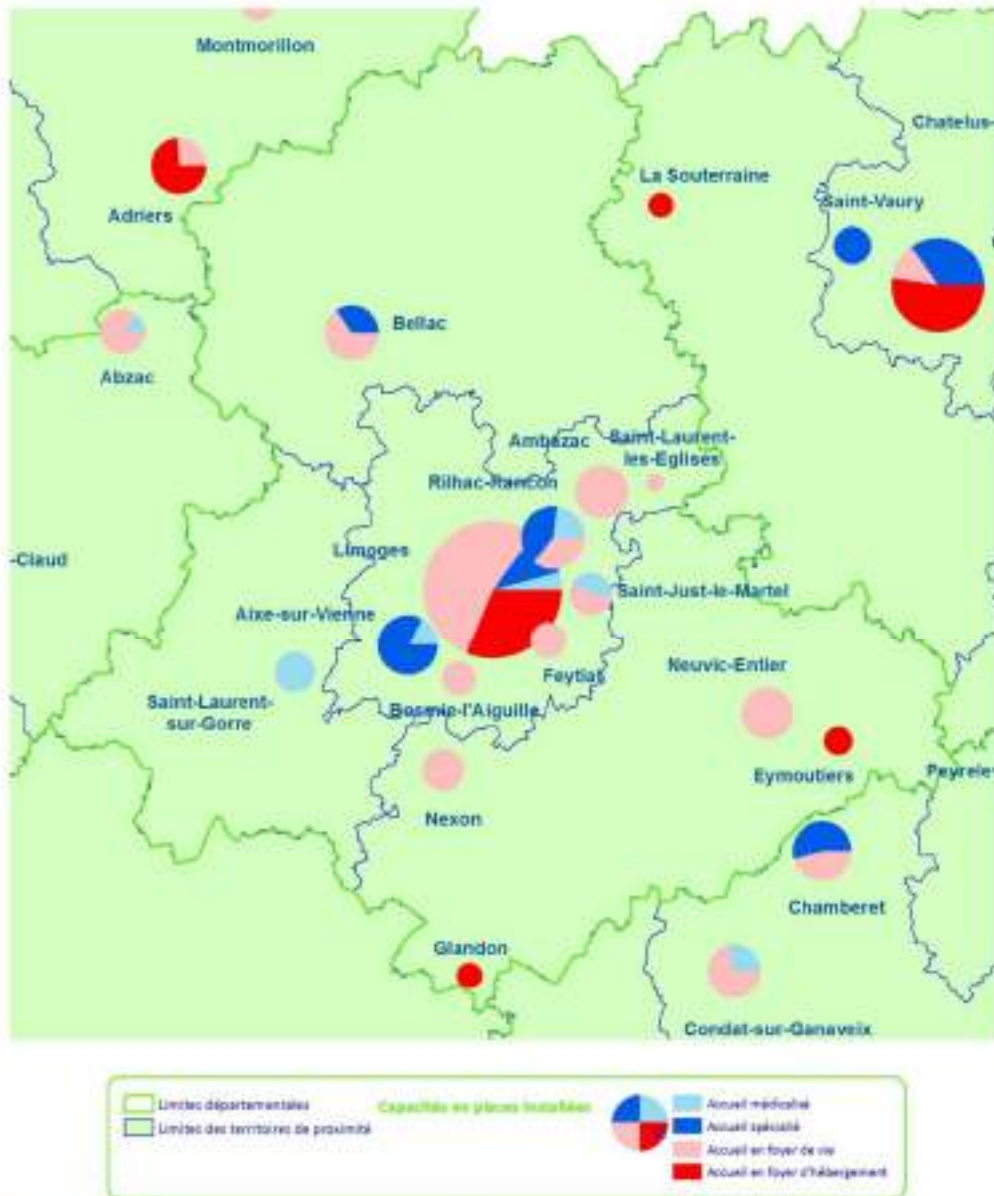 Montmorillon
Chatelus-
La Souterraine
Saint-Vaury
Adriers
Bellac
Abzac
Ambazac
Saint-Laurent-
les-Eglises
Rilhac-Rancon
Limoges
-Claud
Saint-Just-le-Martel
Aixe-sur-Vienne
Neuvic-Entier
Feytiat
Saint-Laurent-
sur-Gorre
Bosmie-l'Aiguille
Eymoutiers
Peyrele
Nexon
Chamberet
Glandon
Condat-sur-Ganaveix
Limites départementales
Limites des territoires de proximité
Capacités en places installées
Accueil médicalisé
Accueil spécialisé
Accueil en foyer de vie
Accueil en foyer d'hébergement